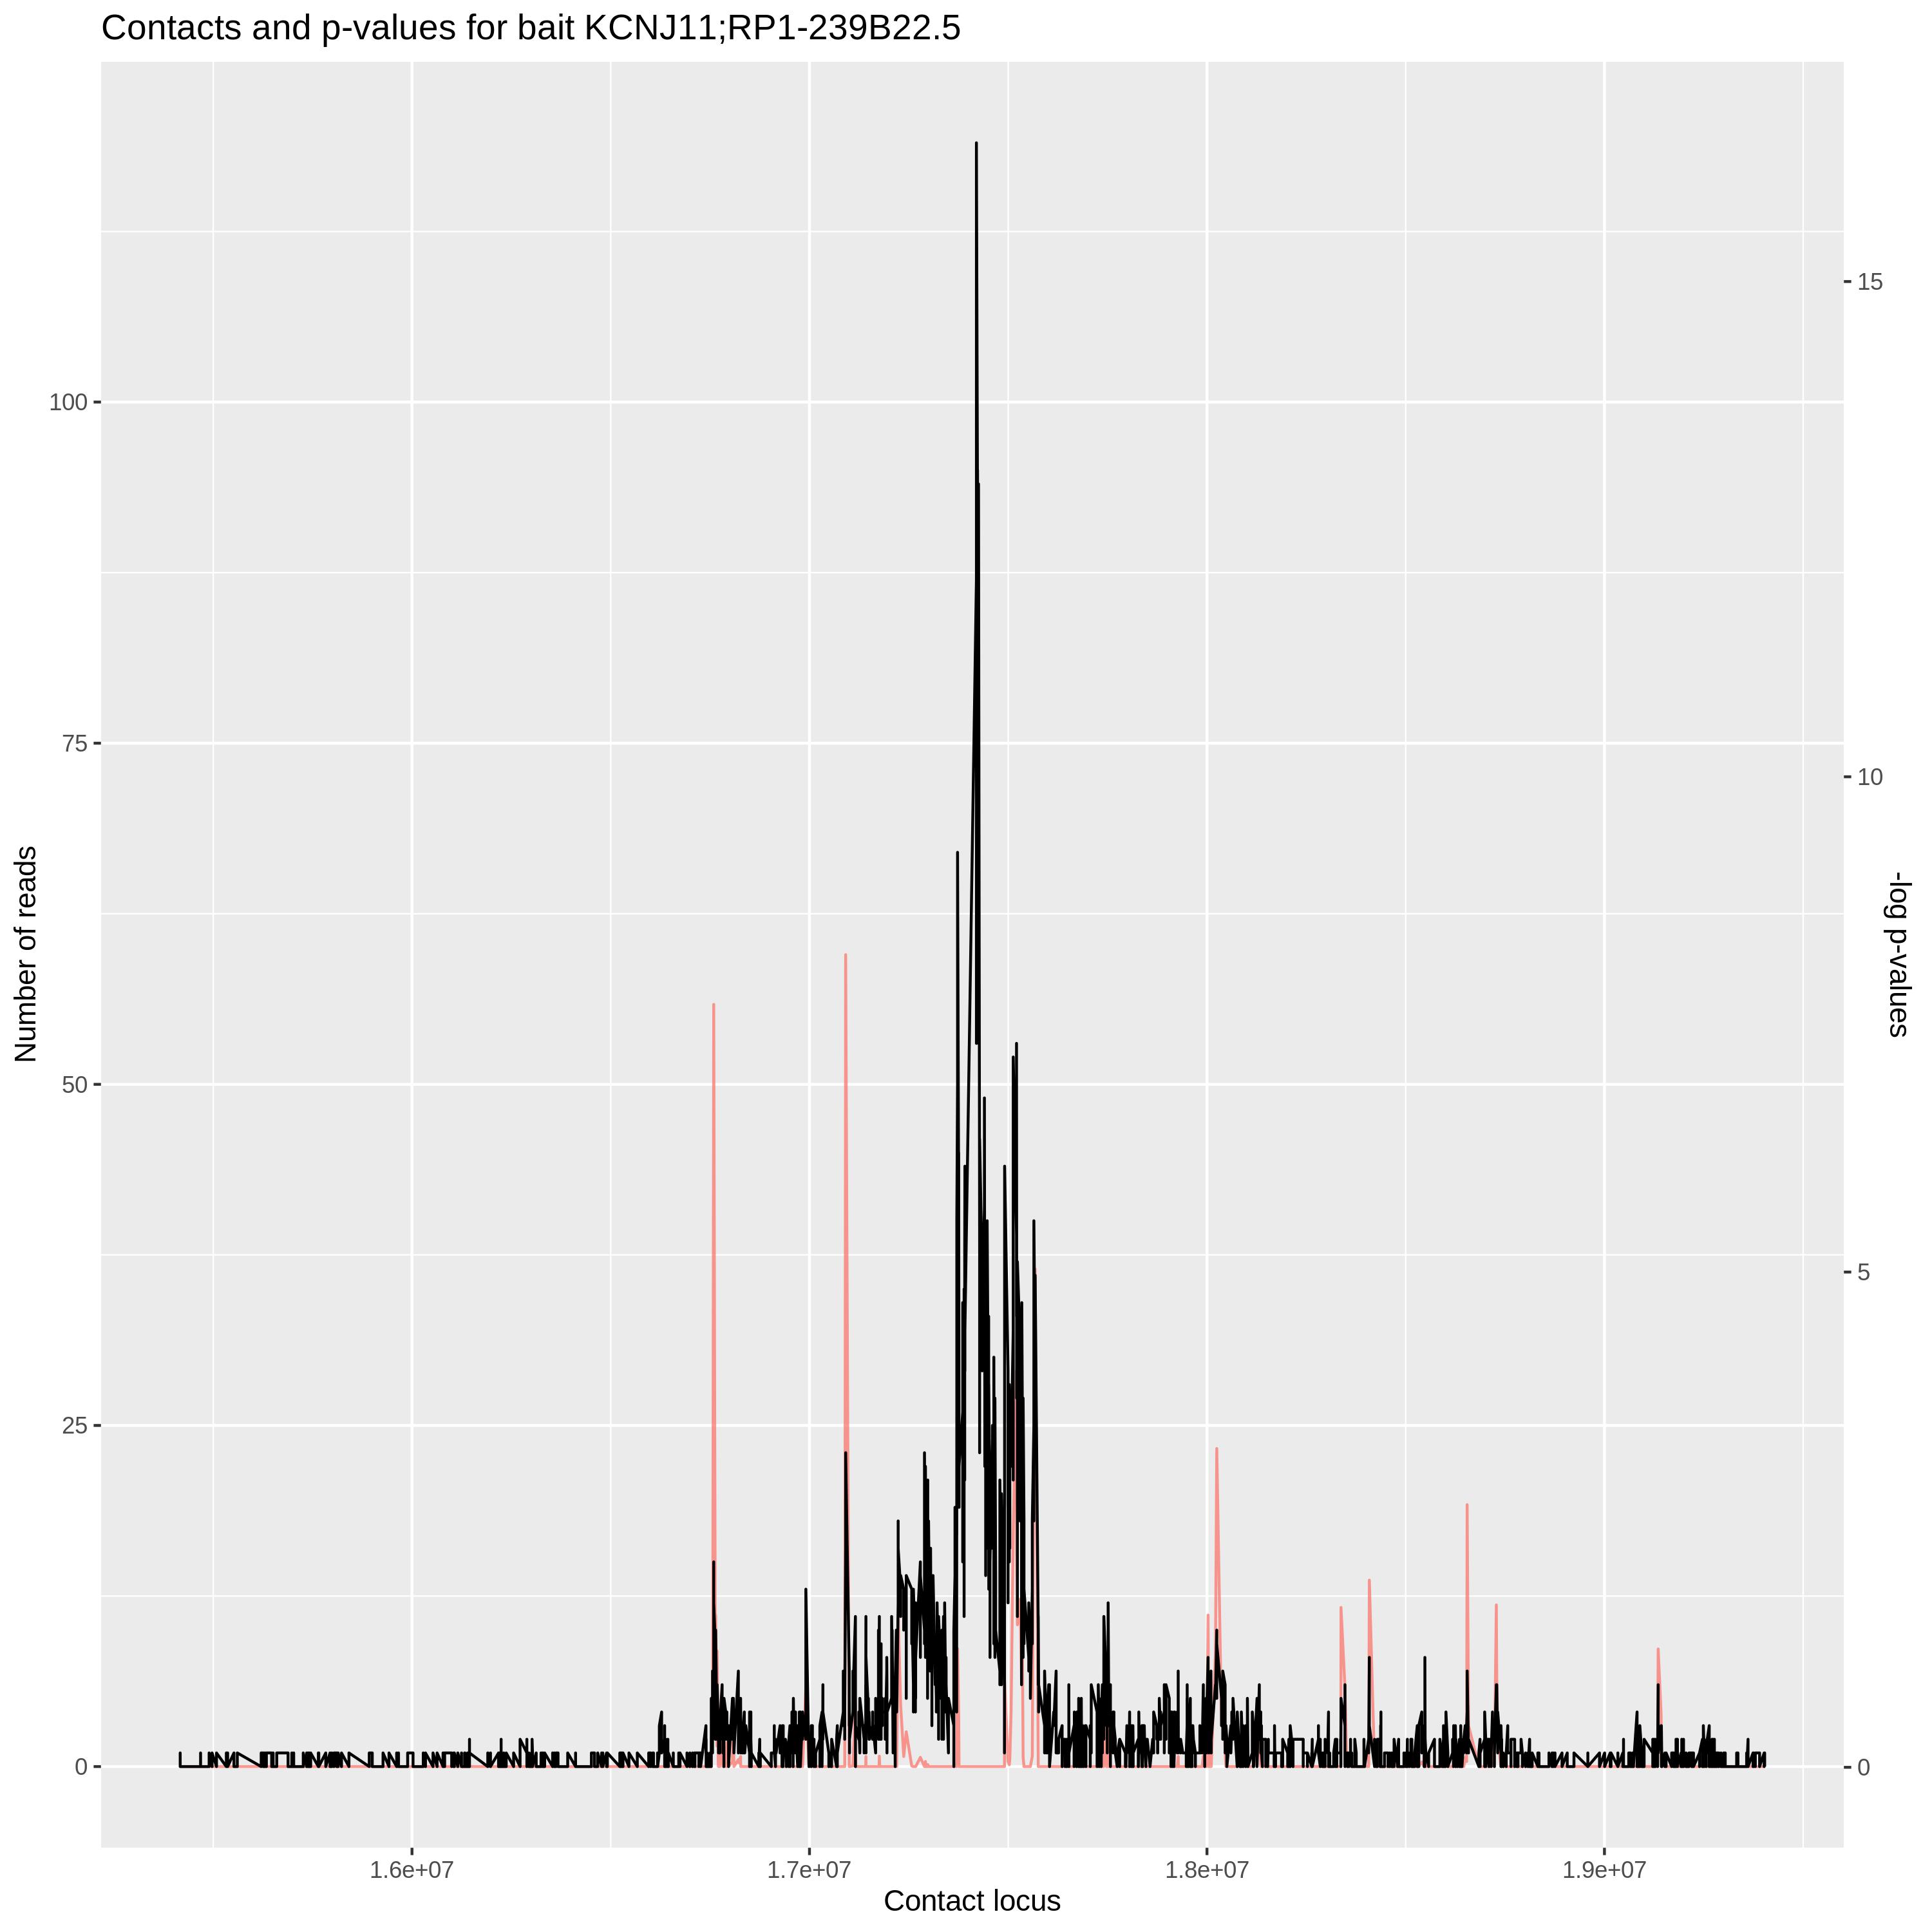 Contacts and p-values for bait KCNJ11;RP1-239B22.5
Number of reads
100
75
50
25
0
15
10
5
0
-log p-values
1.6e+07 1.7e+07 1.8e+07 1.9e+07
Contact locus